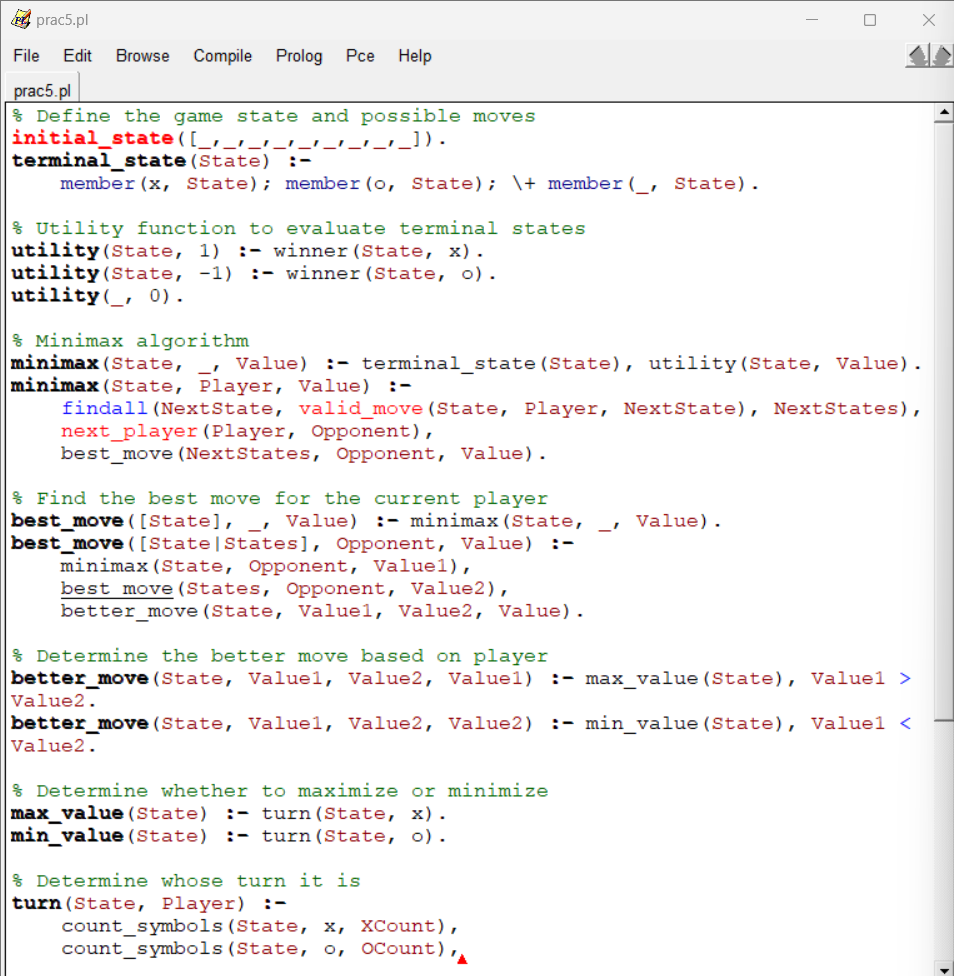 prac5.pl
File Edit Browse Compile Prolog Pce Help
prac5.pl
% Define the game state and possible moves
initial_state([_,_,_,_,_,_,_,_,_]).
terminal_state(State) :-
    member(x, State); member(o, State); \+ member(_, State).

% Utility function to evaluate terminal states
utility(State, 1) :- winner(State, x).
utility(State, -1) :- winner(State, o).
utility(_, 0).

% Minimax algorithm
minimax(State, _, Value) :- terminal_state(State), utility(State, Value).
minimax(State, Player, Value) :-
    findall(NextState, valid_move(State, Player, NextState), NextStates),
    next_player(Player, Opponent),
    best_move(NextStates, Opponent, Value).

% Find the best move for the current player
best_move([State], _, Value) :- minimax(State, _, Value).
best_move([State|States], Opponent, Value) :-
    minimax(State, Opponent, Value1),
    best_move(States, Opponent, Value2),
    better_move(State, Value1, Value2, Value).

% Determine the better move based on player
better_move(State, Value1, Value2, Value1) :- max_value(State), Value1 >
Value2.
better_move(State, Value1, Value2, Value2) :- min_value(State), Value1 <
Value2.

% Determine whether to maximize or minimize
max_value(State) :- turn(State, x).
min_value(State) :- turn(State, o).

% Determine whose turn it is
turn(State, Player) :-
    count_symbols(State, x, XCount),
    count_symbols(State, o, OCount),